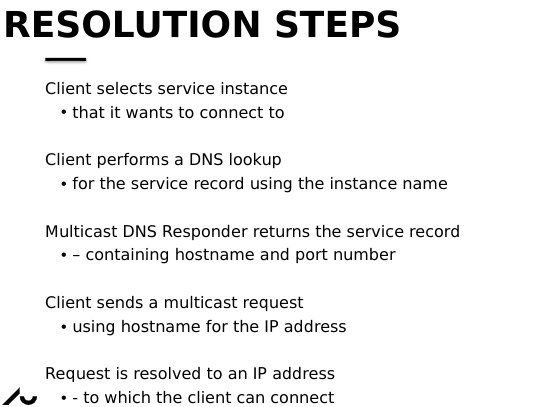 RESOLUTION STEPS
Client selects service instance
• that it wants to connect to
Client performs a DNS lookup
• for the service record using the instance name
Multicast DNS Responder returns the service record
• – containing hostname and port number
Client sends a multicast request
• using hostname for the IP address
Request is resolved to an IP address
• - to which the client can connect